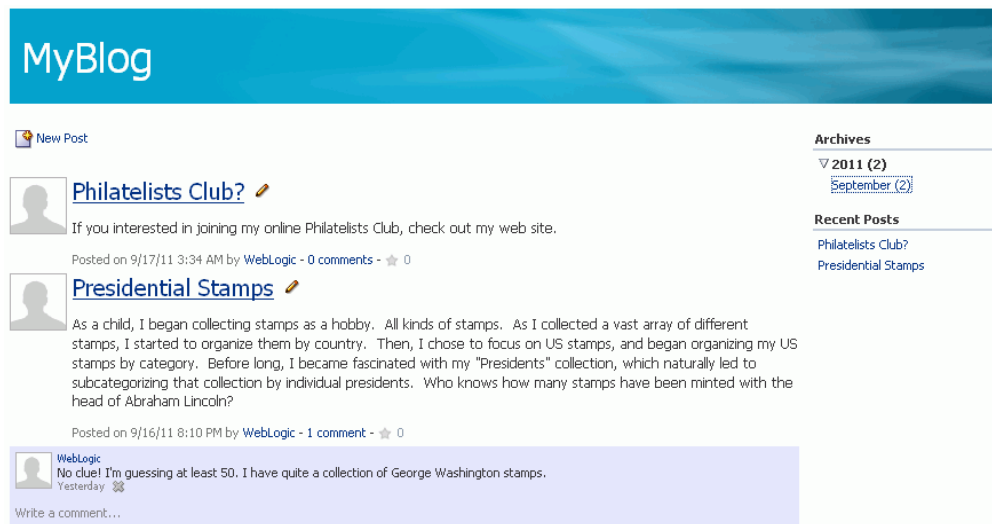 MyBlog
New Post
Philatelists Club?
If you interested in joining my online Philatelists Club, check out my web site.
Posted on 9/17/11 3:34 AM by WebLogic - 0 comments - 0
Presidential Stamps
As a child, I began collecting stamps as a hobby.  All kinds of stamps.  As I collected a vast array of different
stamps, I started to organize them by country.  Then, I chose to focus on US stamps, and began organizing my US
stamps by category.  Before long, I became fascinated with my "Presidents" collection, which naturally led to
subcategorizing that collection by individual presidents.  Who knows how many stamps have been minted with the
head of Abraham Lincoln?
Posted on 9/16/11 8:10 PM by WebLogic - 1 comment - 0
WebLogic
No clue! I'm guessing at least 50. I have quite a collection of George Washington stamps.
Yesterday
Write a comment...
Archives
2011 (2)
September (2)
Recent Posts
Philatelists Club?
Presidential Stamps